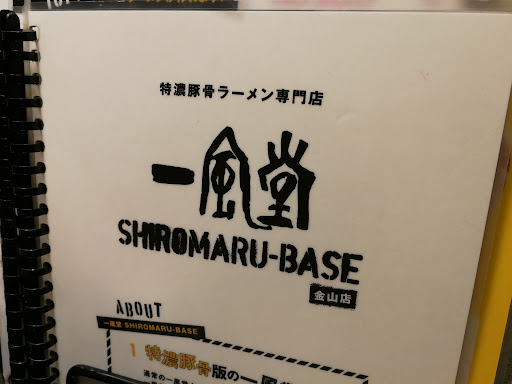 特濃豚骨ラーメン専門店
一風堂
SHIROMARU-BASE
金山店
ABOUT
一風堂 SHIROMARU-BASE
1 特濃豚骨版の一風